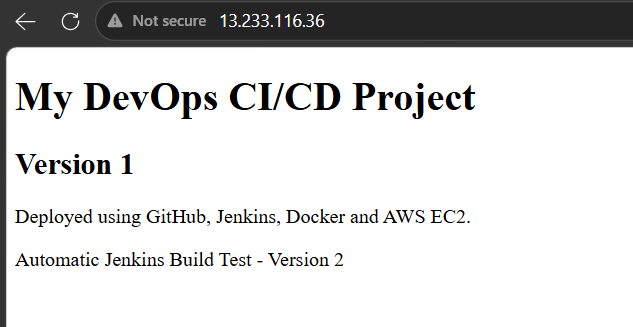 Not secure 13.233.116.36
My DevOps CI/CD Project
Version 1
Deployed using GitHub, Jenkins, Docker and AWS EC2.
Automatic Jenkins Build Test - Version 2